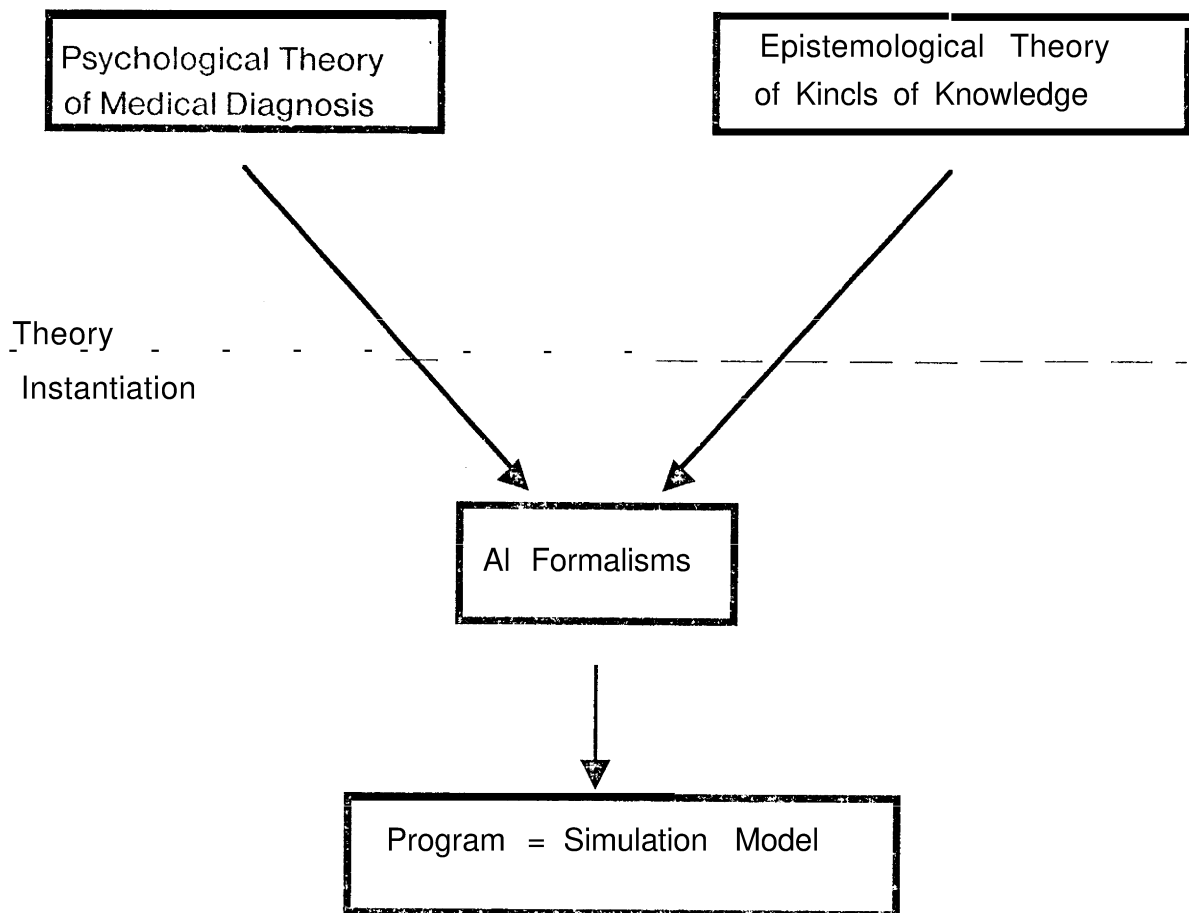 Psychological Theory
of Medical Diagnosis
Epistemological Theory
of Kincls of Knowledge
Theory
Instantiation
AI Formalisms
Program = Simulation Model